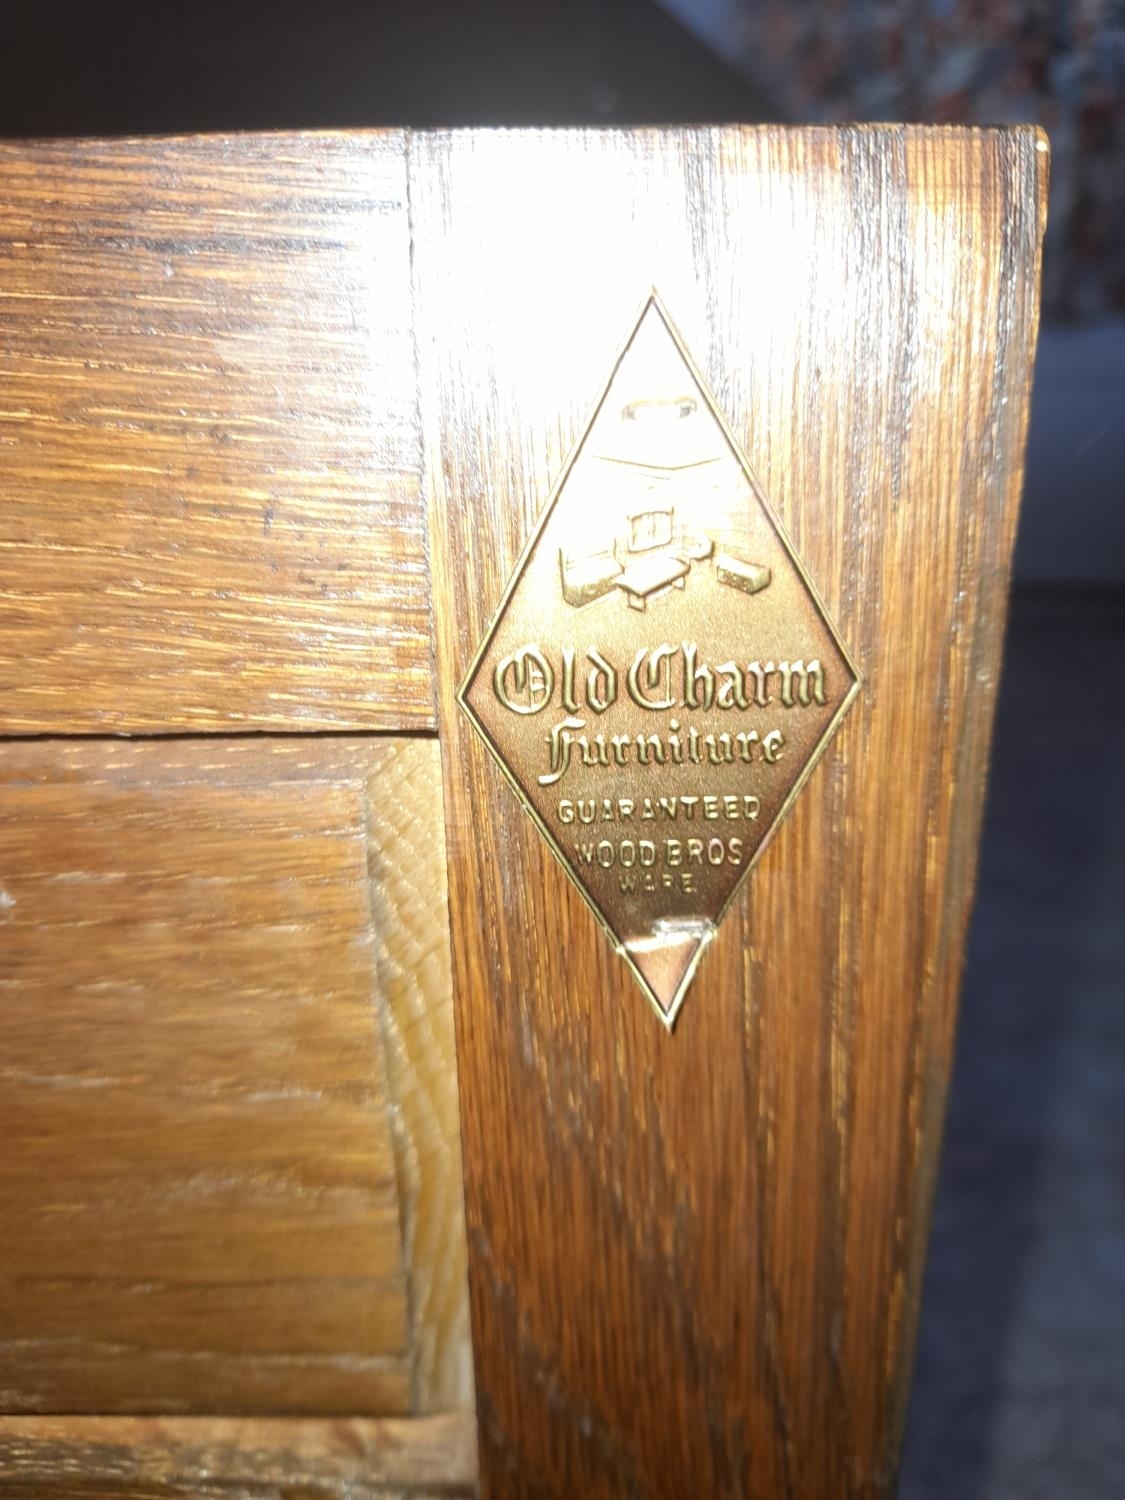 Old Charm
Furniture
GUARANTEED
WOOD BROS
WARE